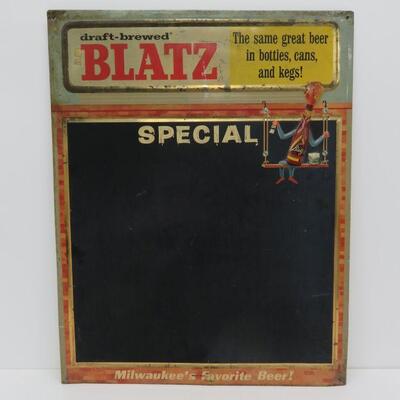 draft-brewed
BLATZ
The same great beer
in bottles, cans,
and kegs!
SPECIAL
Milwaukee's Favorite Beer!